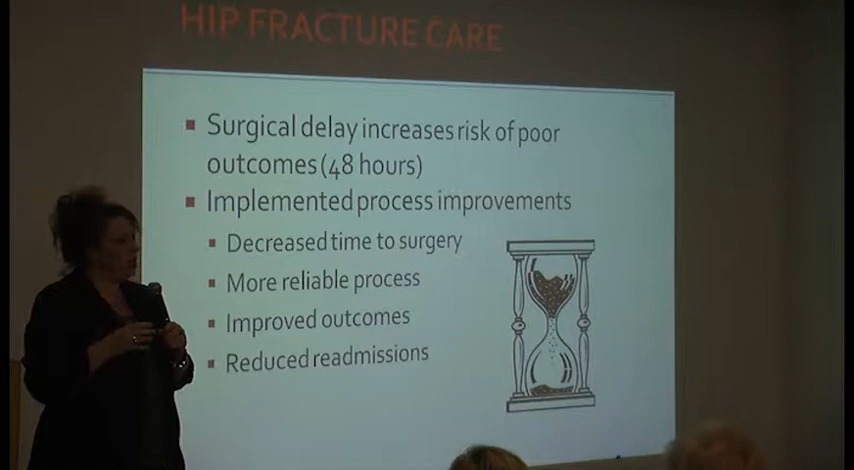 HIP FRACTURE CARE
Surgical delay increases risk of poor
outcomes (48 hours)
Implemented process improvements
Decreased time to surgery
More reliable process
Improved outcomes
Reduced readmissions